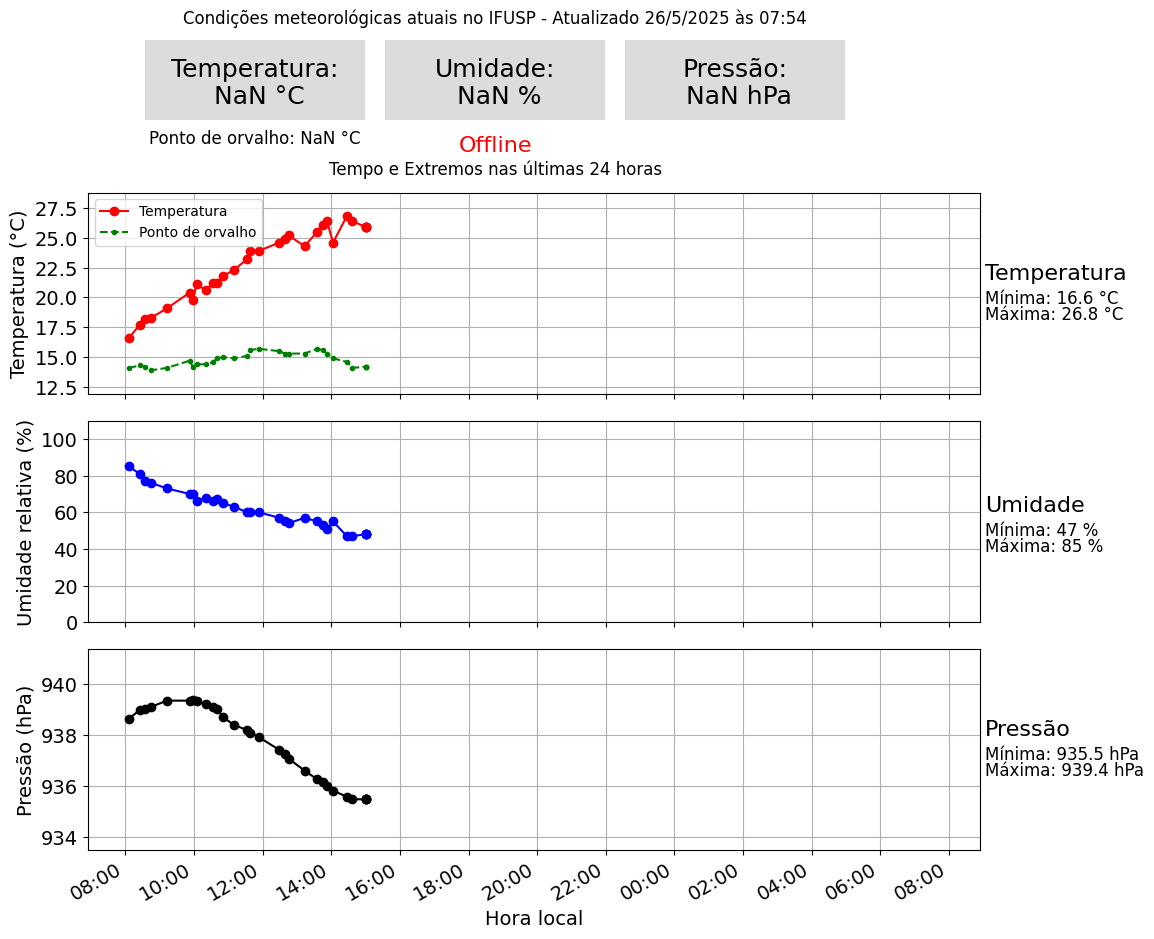 Condições meteorológicas atuais no IFUSP - Atualizado 26/5/2025 às 07:54
Temperatura:
NaN °C
Umidade:
NaN %
Pressão:
NaN hPa
Ponto de orvalho: NaN °C
Offline
Tempo e Extremos nas últimas 24 horas
Temperatura (°C)
27.5
25.0
22.5
20.0
17.5
15.0
12.5
Temperatura
Ponto de orvalho
Temperatura
Mínima: 16.6 °C
Máxima: 26.8 °C
Umidade relativa (%)
100
80
60
40
20
0
Umidade
Mínima: 47 %
Máxima: 85 %
Pressão (hPa)
940
938
936
934
Pressão
Mínima: 935.5 hPa
Máxima: 939.4 hPa
08:00
10:00
12:00
14:00
16:00
18:00
20:00
22:00
00:00
02:00
04:00
06:00
08:00
Hora local